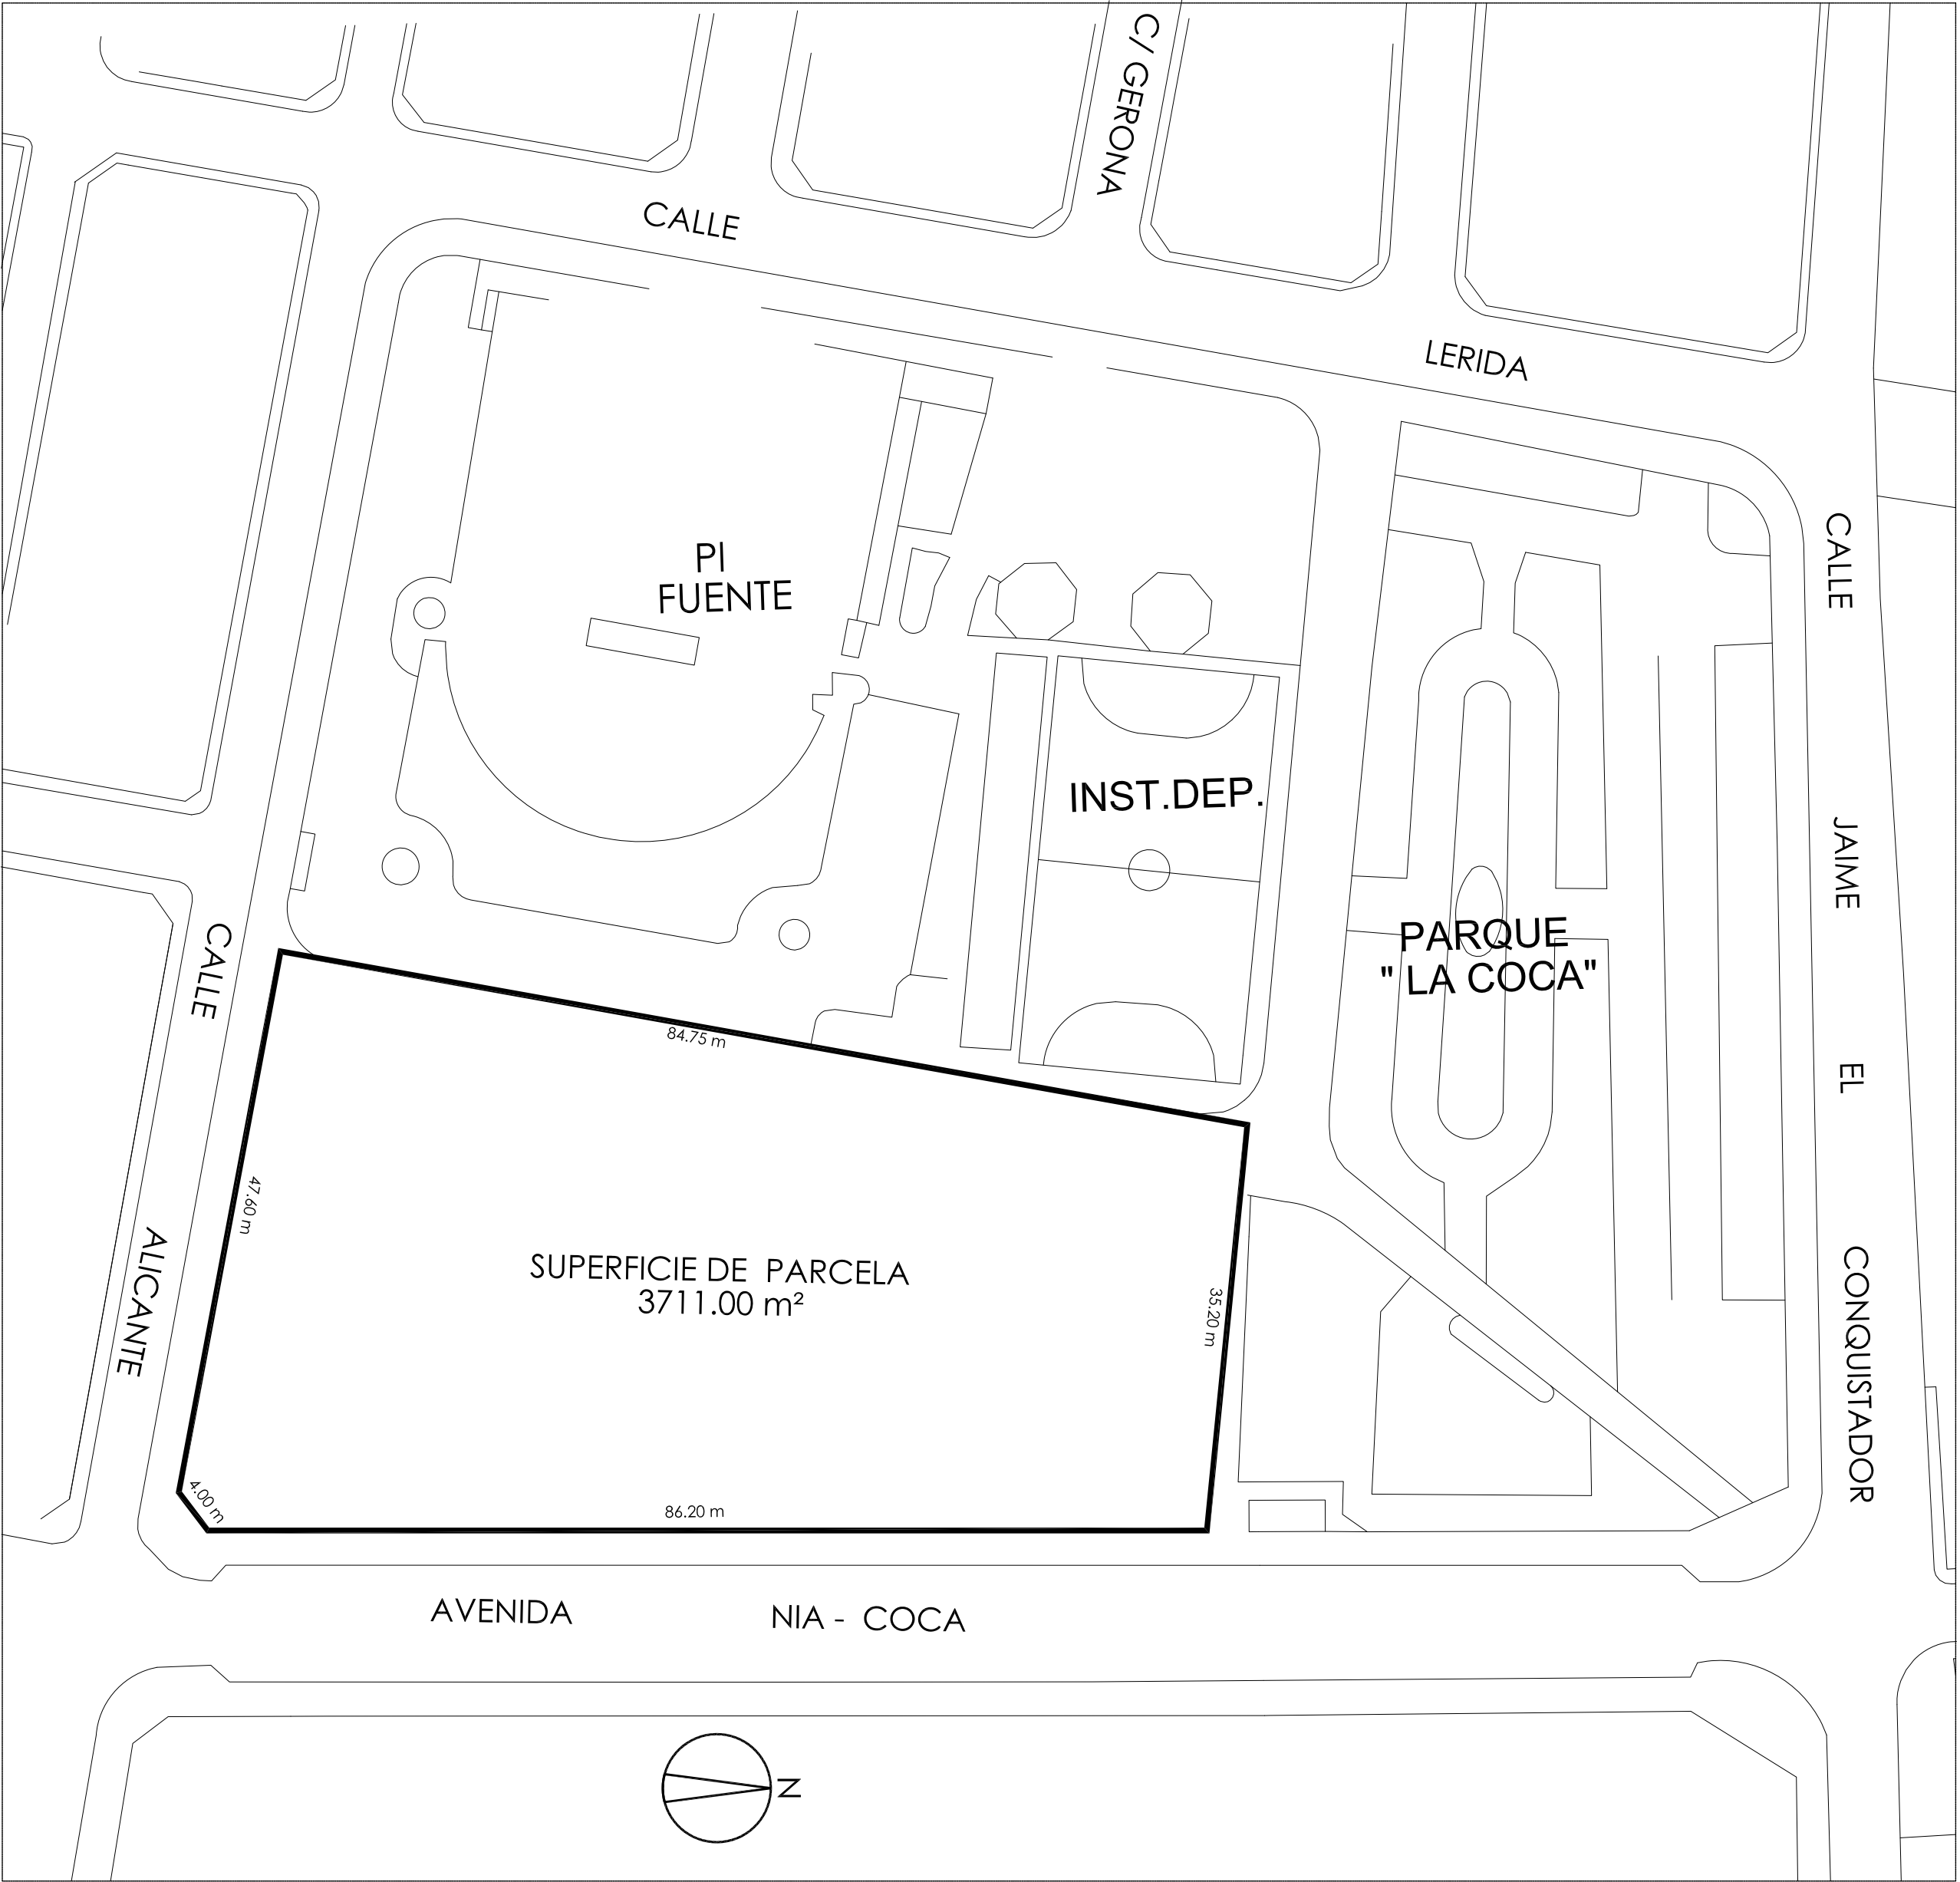 C/ GERONA
CALLE
LERIDA
PI
FUENTE
CALLE
INST.DEP.
JAIME
PARQUE
" LA COCA"
CALLE
84.75 m
EL
47.60 m
ALICANTE
SUPERFICIE DE PARCELA
3711.00 m²
35.20 m
CONQUISTADOR
4.00 m
86.20 m
AVENIDA NIA - COCA
N